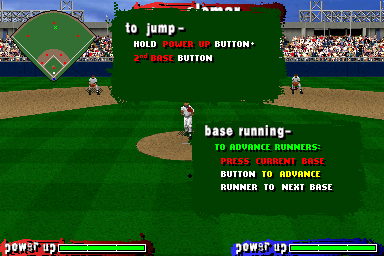 to jump-
HOLD POWER UP BUTTON+
2nd BASE BUTTON
base running-
TO ADVANCE RUNNERS:
PRESS CURRENT BASE
BUTTON TO ADVANCE
RUNNER TO NEXT BASE
power up
power up